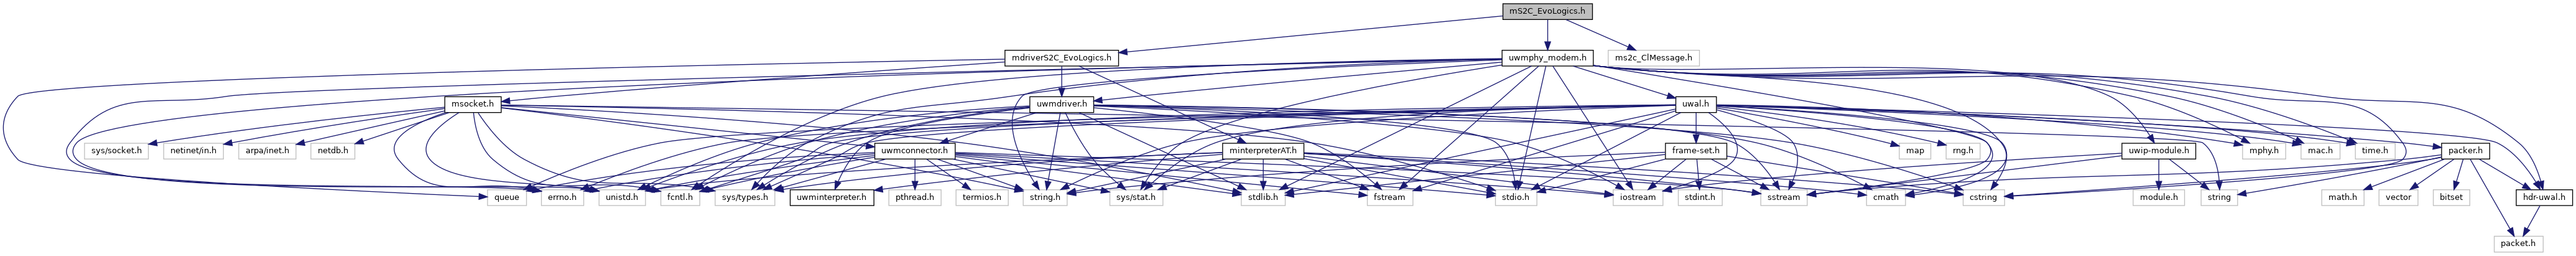 mS2C_EvoLogics.h
mdriverS2C_EvoLogics.h
uwmphy_modem.h
ms2c_ClMessage.h
msocket.h
uwmdriver.h
uwal.h
sys/socket.h
netinet/in.h
arpa/inet.h
netdb.h
uwmconnector.h
minterpreterAT.h
frame-set.h
map
rng.h
uwip-module.h
mphy.h
mac.h
time.h
packer.h
queue
errno.h
unistd.h
fcntl.h
sys/types.h
uwminterpreter.h
pthread.h
termios.h
string.h
sys/stat.h
stdlib.h
fstream
stdio.h
iostream
stdint.h
sstream
cmath
cstring
module.h
string
math.h
vector
bitset
hdr-uwal.h
packet.h